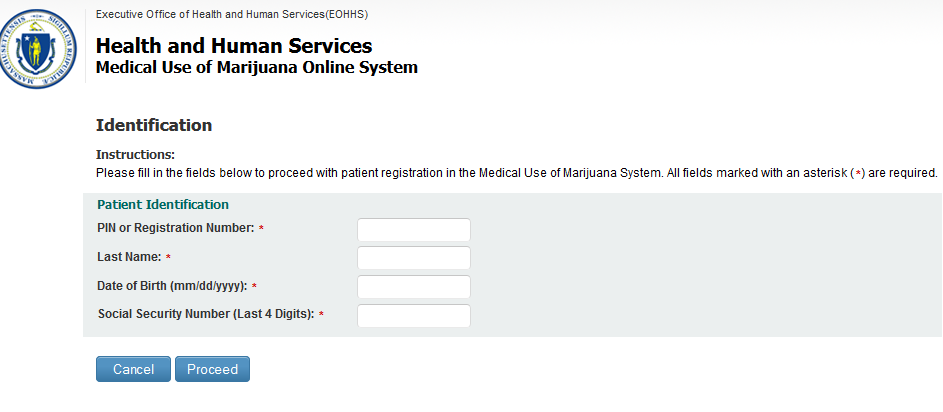 Executive Office of Health and Human Services(EOHHS)
Health and Human Services
Medical Use of Marijuana Online System
Identification
Instructions:
Please fill in the fields below to proceed with patient registration in the Medical Use of Marijuana System. All fields marked with an asterisk (*) are required.
Patient Identification
PIN or Registration Number: *
Last Name: *
Date of Birth (mm/dd/yyyy): *
Social Security Number (Last 4 Digits): *
Cancel
Proceed